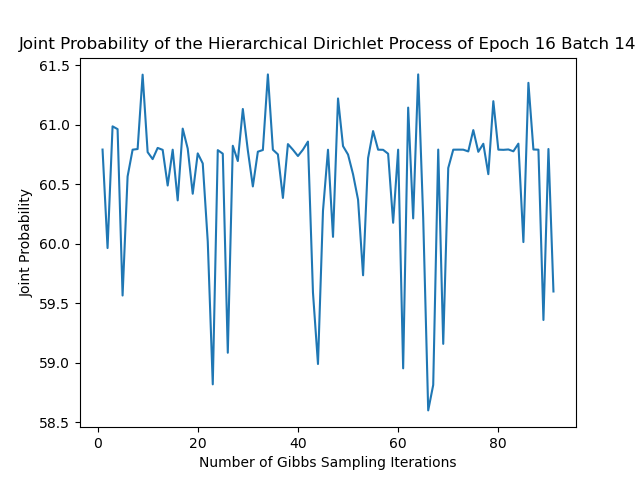 Joint Probability of the Hierarchical Dirichlet Process of Epoch 16 Batch 14
61.5
61.0
60.5
60.0
59.5
59.0
58.5
Joint Probability
0 20 40 60 80
Number of Gibbs Sampling Iterations